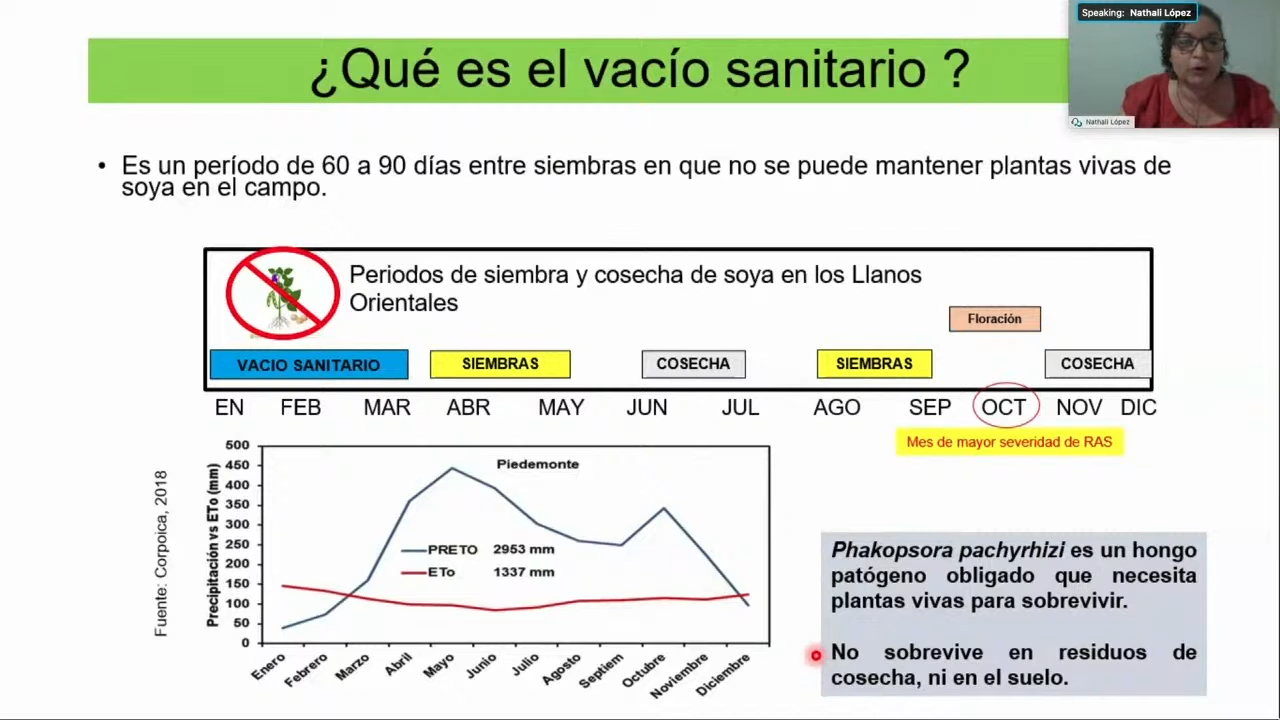 Speaking: Nathali López
¿Qué es el vacío sanitario ?
Nathali López
• Es un período de 60 a 90 días entre siembras en que no se puede mantener plantas vivas de
soya en el campo.
Periodos de siembra y cosecha de soya en los Llanos
Orientales
Floración
VACIO SANITARIO
SIEMBRAS
COSECHA
SIEMBRAS
COSECHA
EN FEB MAR ABR MAY JUN JUL AGO SEP OCT NOV DIC
Mes de mayor severidad de RAS
Fuente: Corpoica, 2018
Precipitación vs ETo (mm)
500
450
400
350
300
250
200
150
100
50
0
Piedemonte
PRETO 2953 mm
ETo 1337 mm
Enero
Febrero
Marzo
Abril
Mayo
Junio
Julio
Agosto
Septiem
Octubre
Noviembre
Diciembre
Phakopsora pachyrhizi es un hongo
patógeno obligado que necesita
plantas vivas para sobrevivir.
No sobrevive en residuos de
cosecha, ni en el suelo.